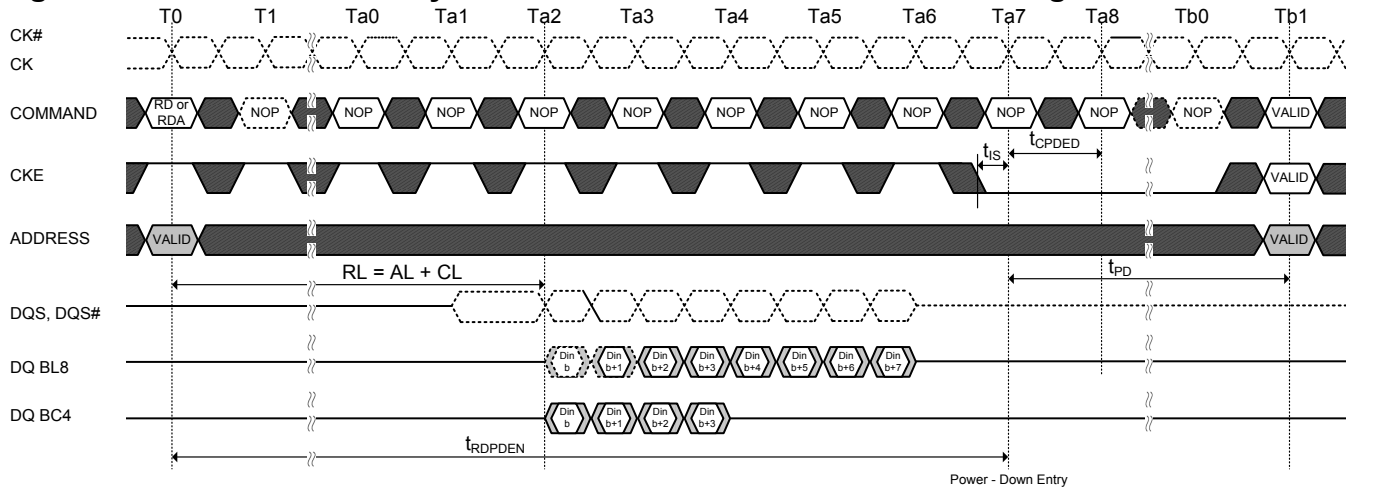 T0 T1 Ta0 Ta1 Ta2 Ta3 Ta4 Ta5 Ta6 Ta7 Ta8 Tb0 Tb1
CK#
CK
COMMAND RD or RDA NOP NOP NOP NOP NOP NOP NOP NOP NOP NOP NOP VALID
tIS tCPDED
CKE VALID
ADDRESS VALID VALID
RL = AL + CL tPD
DQS, DQS#
DQ BL8 Din b Din b+1 Din b+2 Din b+3 Din b+4 Din b+5 Din b+6 Din b+7
DQ BC4 Din b Din b+1 Din b+2 Din b+3
tRDPDEN
Power - Down Entry